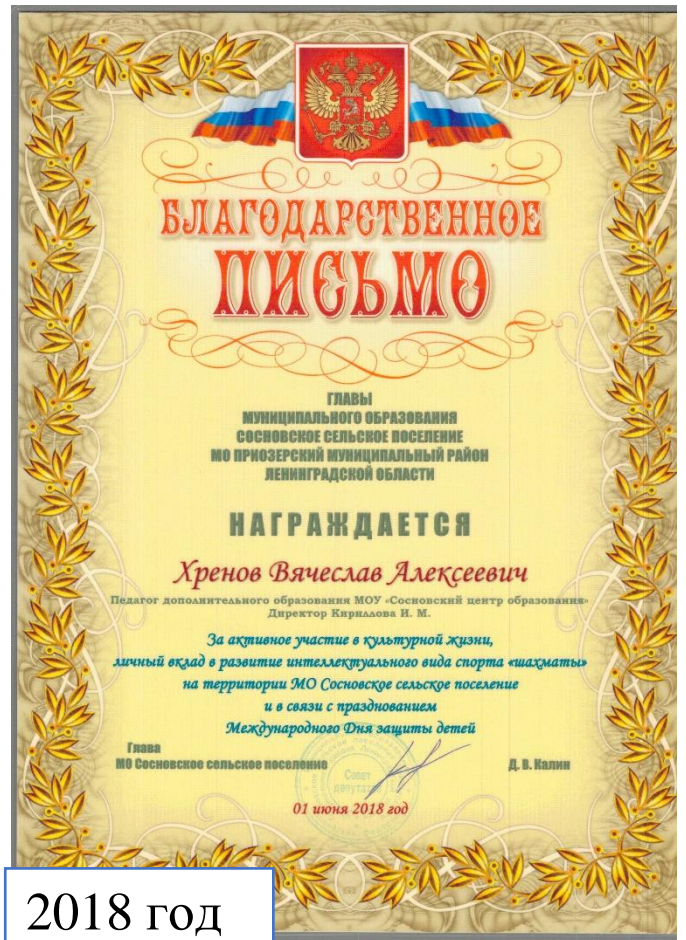 БЛАГОДАРСТВЕННОЕ
ПИСЬМО
ГЛАВЫ
МУНИЦИПАЛЬНОГО ОБРАЗОВАНИЯ
СОСНОВСКОЕ СЕЛЬСКОЕ ПОСЕЛЕНИЕ
МО ПРИОЗЕРСКИЙ МУНИЦИПАЛЬНЫЙ РАЙОН
ЛЕНИНГРАДСКОЙ ОБЛАСТИ
НАГРАЖДАЕТСЯ
Хренов Вячеслав Алексеевич
Педагог дополнительного образования МОУ «Сосновский центр образования»
Директор Кириллова И. М.
За активное участие в культурной жизни,
личный вклад в развитие интеллектуального вида спорта «шахматы»
на территории МО Сосновское сельское поселение
и в связи с празднованием
Международного Дня защиты детей
Глава
МО Сосновское сельское поселение Д. В. Калин
Совет
депутатов
01 июня 2018 год
2018 год